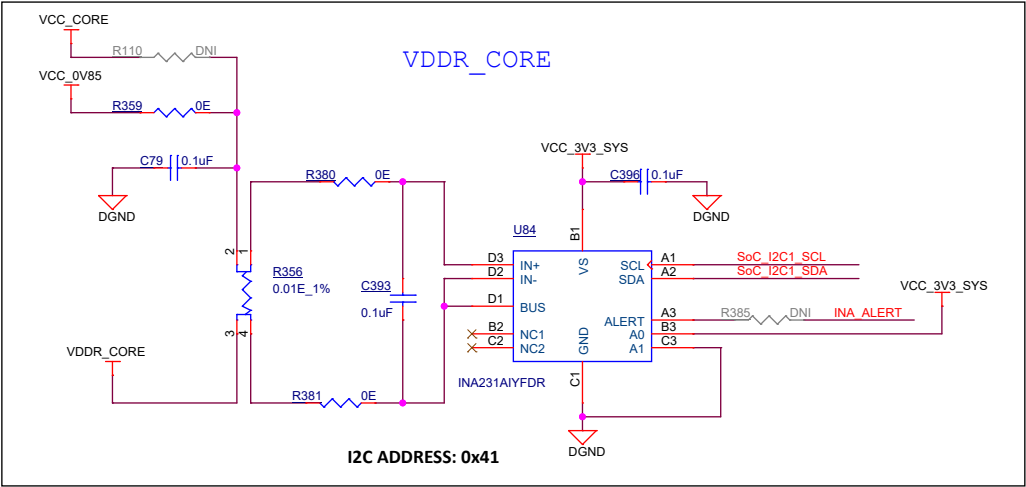 VCC_CORE
R110 DNI
VDDR_CORE
VCC_0V85
R359 0E
C79 0.1uF
DGND
VCC_3V3_SYS
R380 0E
C396 0.1uF
DGND
U84
B1
2 1
D3 IN+ VS SCL A1 SoC_I2C1_SCL
D2 IN- SDA A2 SoC_I2C1_SDA
R356
0.01E_1%
C393
0.1uF
D1 BUS
VCC_3V3_SYS
ALERT A3 R385 DNI INA_ALERT
B2 NC1 A0 B3
C2 NC2 GND A1 C3
3 4
VDDR_CORE
C1
INA231AIYFDR
R381 0E
DGND
I2C ADDRESS: 0x41